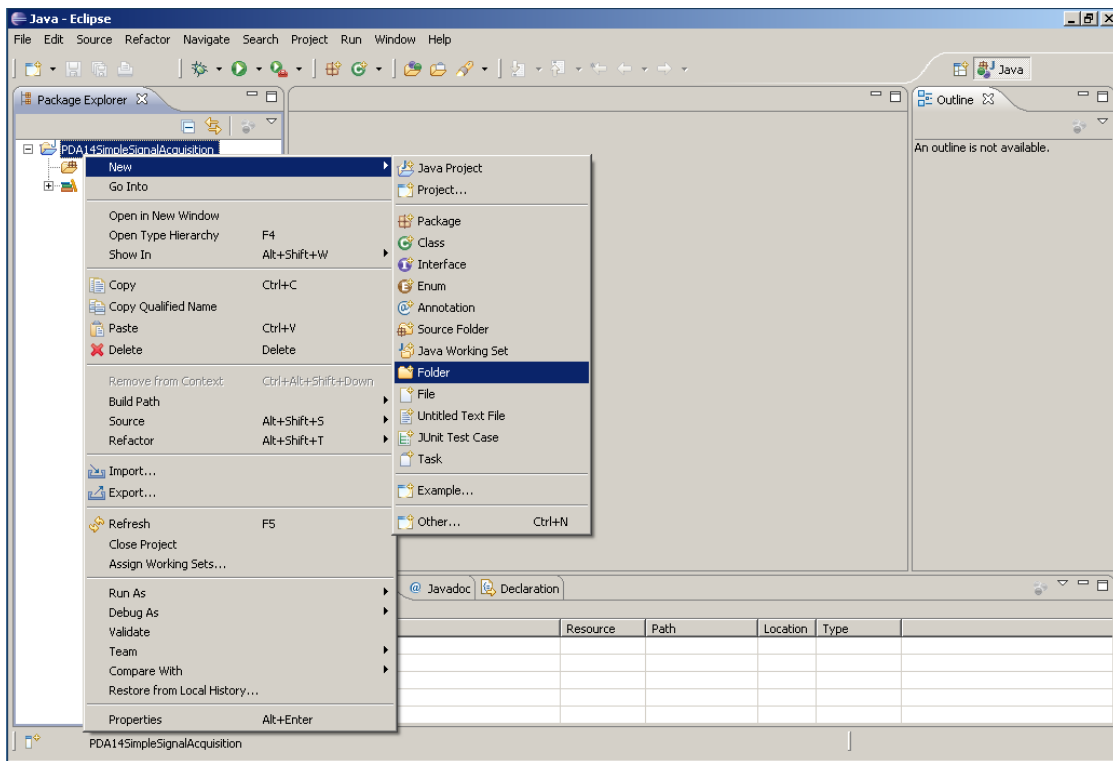 Java - Eclipse
File Edit Source Refactor Navigate Search Project Run Window Help
Java
Package Explorer
Outline
PDA14SimpleSignalAcquisition
An outline is not available.
New
Go Into
Open in New Window
Open Type Hierarchy F4
Show In Alt+Shift+W
Copy Ctrl+C
Copy Qualified Name
Paste Ctrl+V
Delete Delete
Remove from Context Ctrl+Alt+Shift+Down
Build Path
Source Alt+Shift+S
Refactor Alt+Shift+T
Import...
Export...
Refresh F5
Close Project
Assign Working Sets...
Run As
Debug As
Validate
Team
Compare With
Restore from Local History...
Properties Alt+Enter
Java Project
Project...
Package
Class
Interface
Enum
Annotation
Source Folder
Java Working Set
Folder
File
Untitled Text File
JUnit Test Case
Task
Example...
Other... Ctrl+N
@ Javadoc Declaration
Resource Path Location Type
PDA14SimpleSignalAcquisition